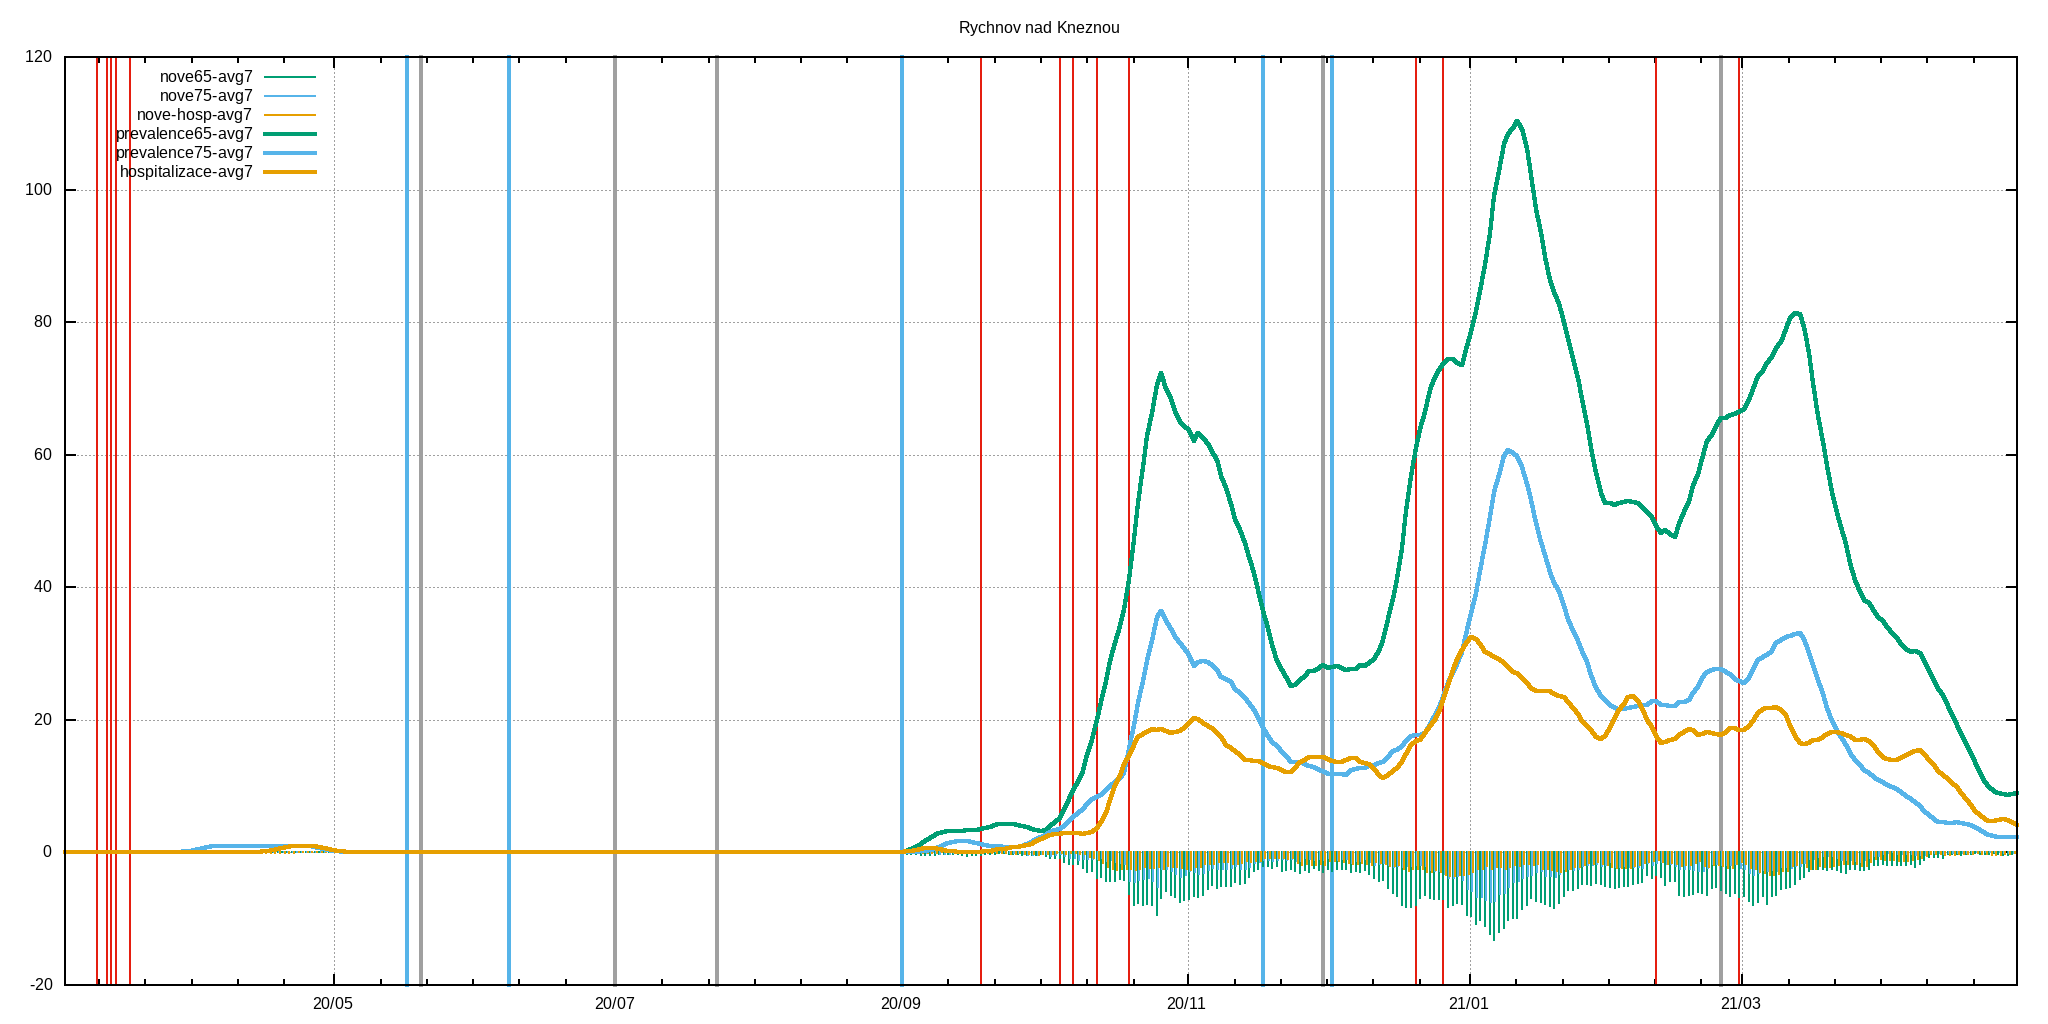 Rychnov nad Kneznou
120
100
80
60
40
20
0
-20
nove65-avg7
nove75-avg7
nove-hosp-avg7
prevalence65-avg7
prevalence75-avg7
hospitalizace-avg7
20/05 20/07 20/09 20/11 21/01 21/03